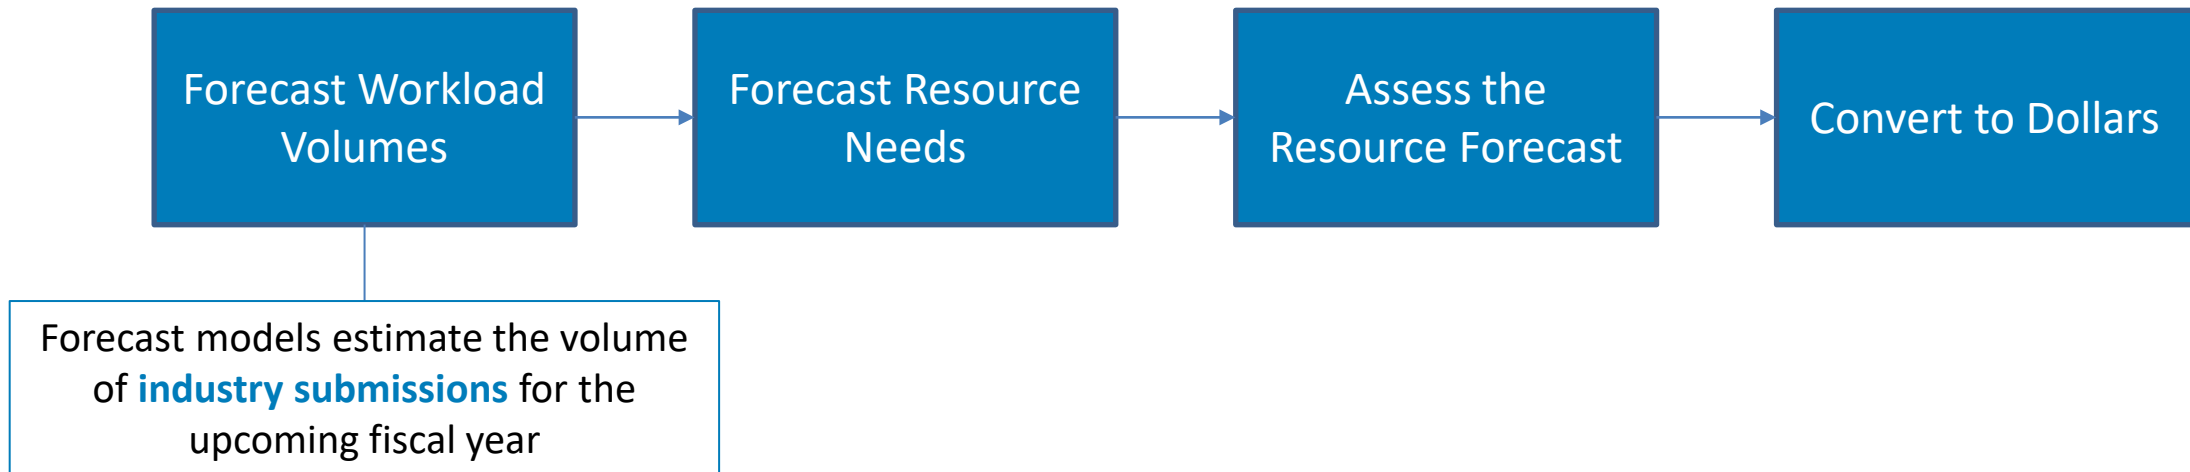 Forecast Workload
Volumes
Forecast Resource
Needs
Assess the
Resource Forecast
Convert to Dollars
Forecast models estimate the volume
of industry submissions for the
upcoming fiscal year